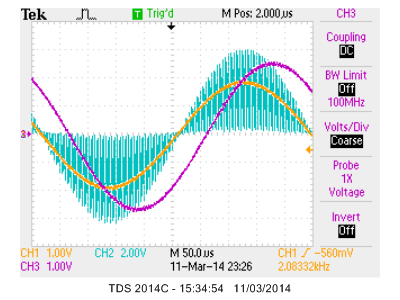 Tek Trig'd M Pos: 2.000us CH3
Coupling
DC
BW Limit
Off
100MHz
Volts/Div
Coarse
Probe
1X
Voltage
Invert
Off
3
CH1 1.00V CH2 2.00V M 50.0us CH1 -560mV
CH3 1.00V 11-Mar-14 23:26 2.08332kHz
TDS 2014C - 15:34:54 11/03/2014